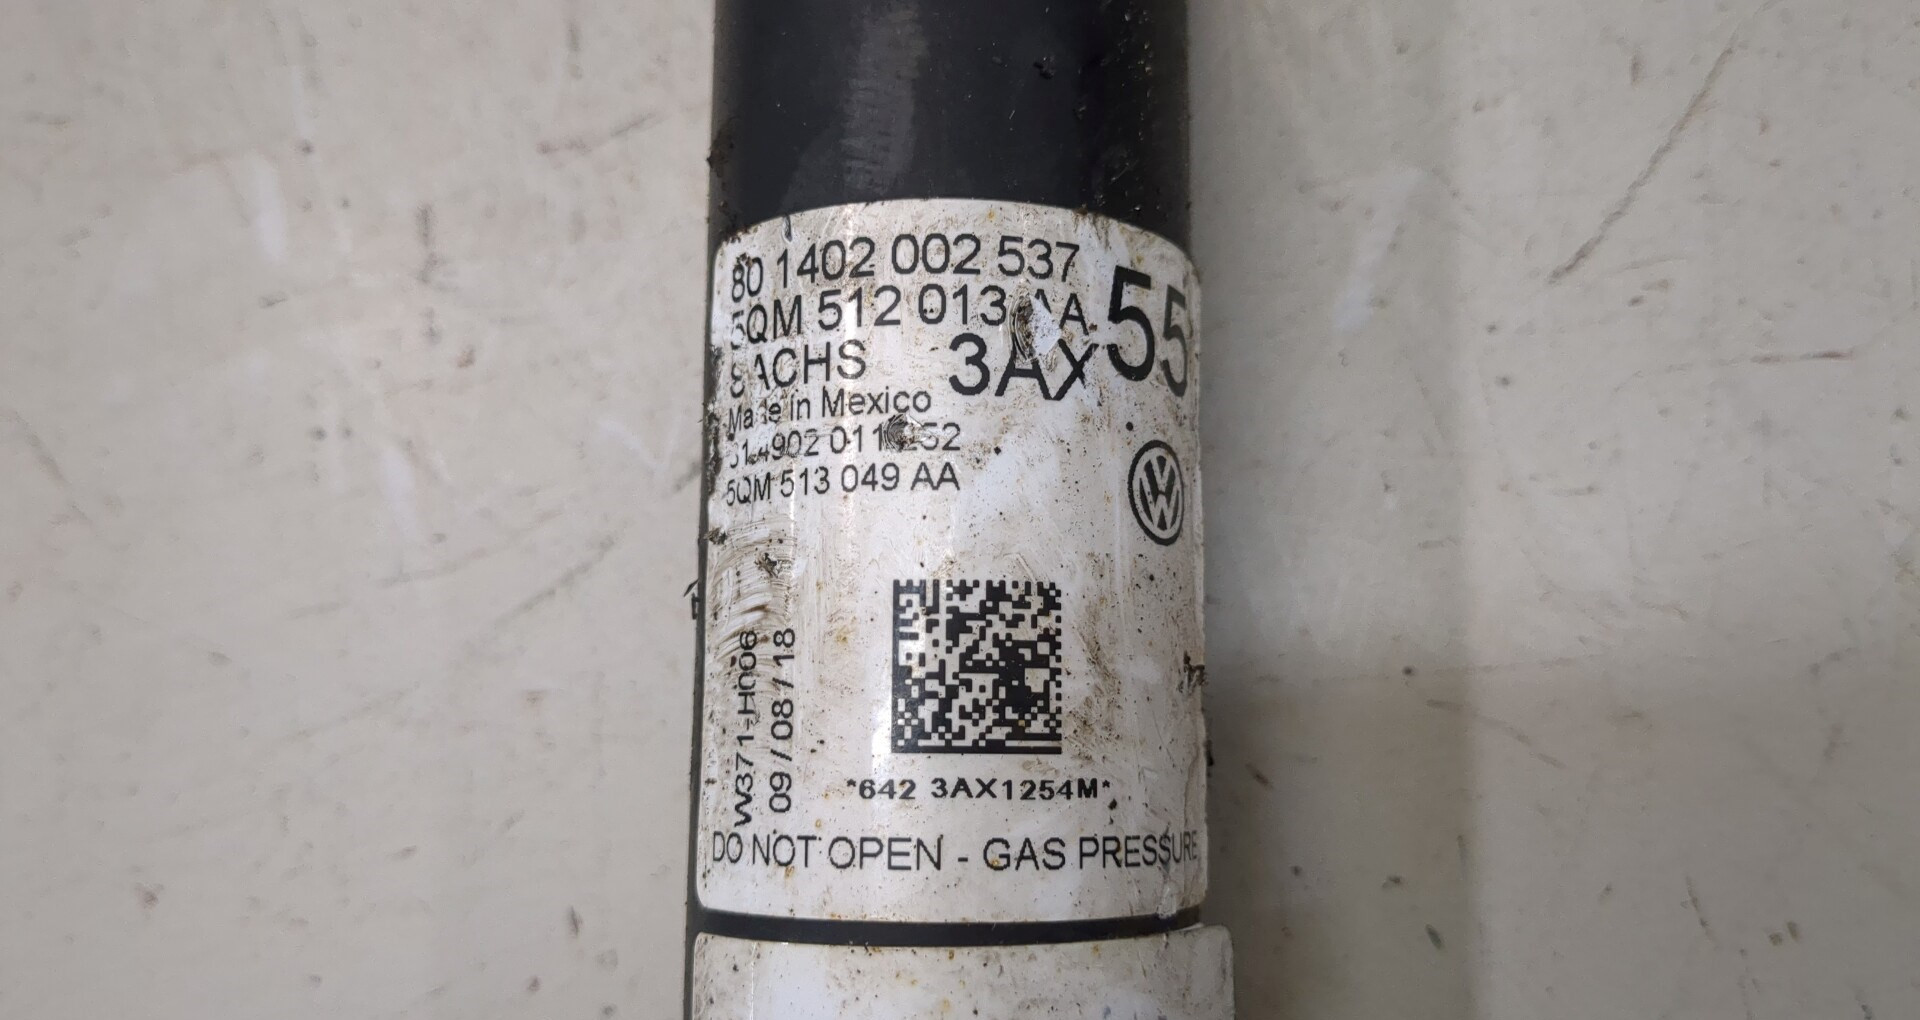 80 1402 002 537
5QM 512 013 AA
55
SACHS
3AX
Made in Mexico
5QM 513 049 AA
W371-H006
09/08/18
*642 3AX1254M*
DO NOT OPEN - GAS PRESSURE